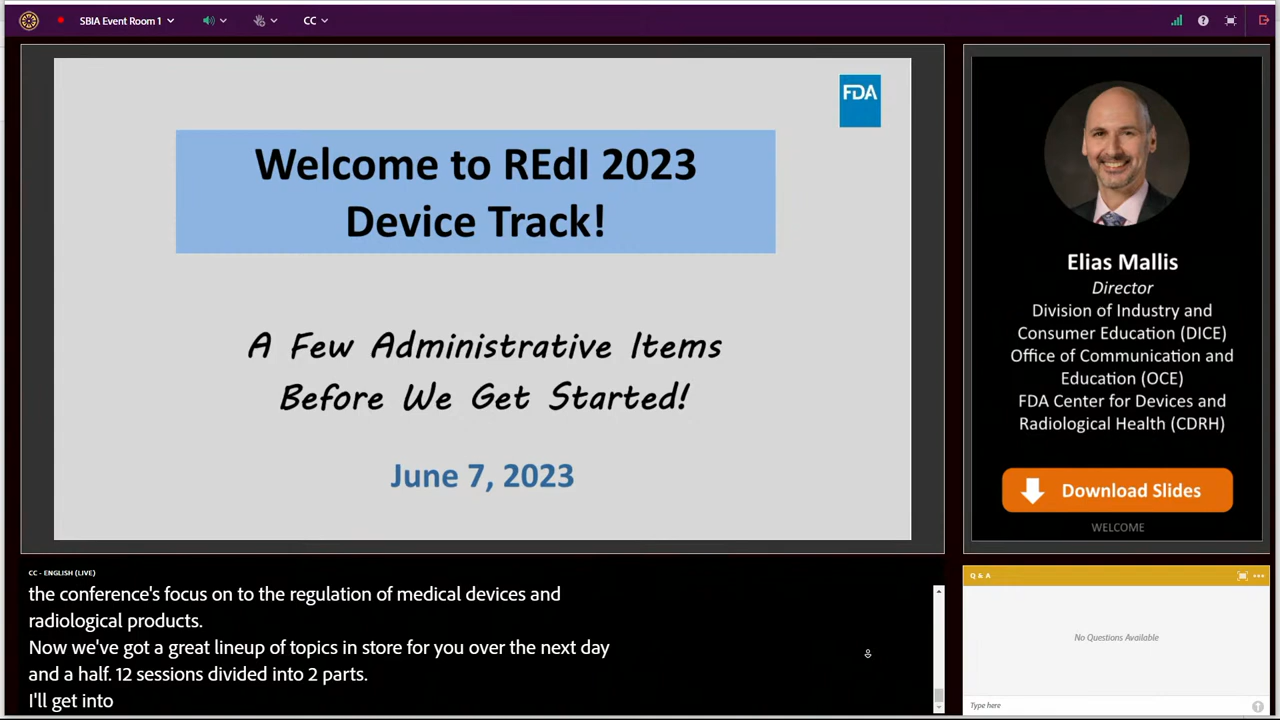 SBIA Event Room 1
CC
FDA
Welcome to REdI 2023
Device Track!
A Few Administrative Items
Before We Get Started!
June 7, 2023
Elias Mallis
Director
Division of Industry and
Consumer Education (DICE)
Office of Communication and
Education (OCE)
FDA Center for Devices and
Radiological Health (CDRH)
Download Slides
WELCOME
CC - ENGLISH (LIVE)
the conference's focus on to the regulation of medical devices and
radiological products.
Now we've got a great lineup of topics in store for you over the next day
and a half. 12 sessions divided into 2 parts.
I'll get into
Q & A
No Questions Available
Type here